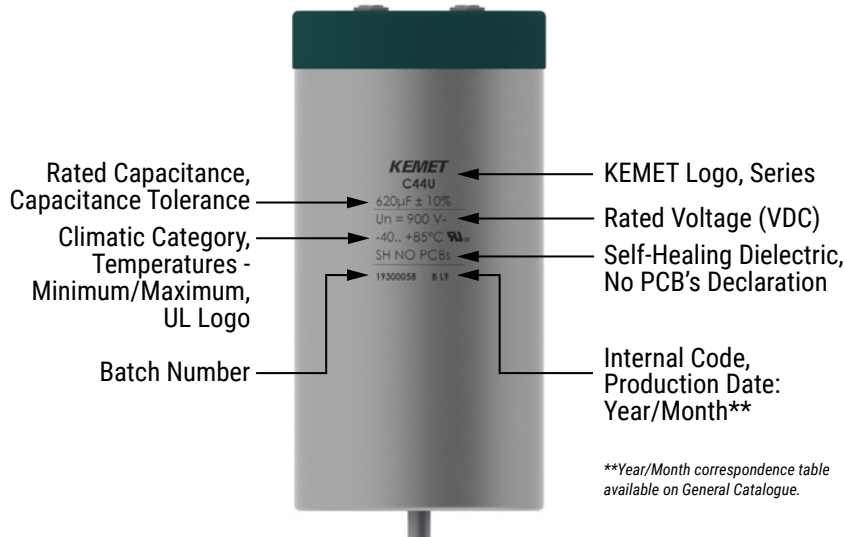 Rated Capacitance,
Capacitance Tolerance
Climatic Category,
Temperatures -
Minimum/Maximum,
UL Logo
Batch Number
KEMET
C44U
620µF ± 10%
Un = 900 V-
-40.. +85°C
SH NO PCBs
19300058 B L9
KEMET Logo, Series
Rated Voltage (VDC)
Self-Healing Dielectric,
No PCB's Declaration
Internal Code,
Production Date:
Year/Month**
**Year/Month correspondence table
available on General Catalogue.